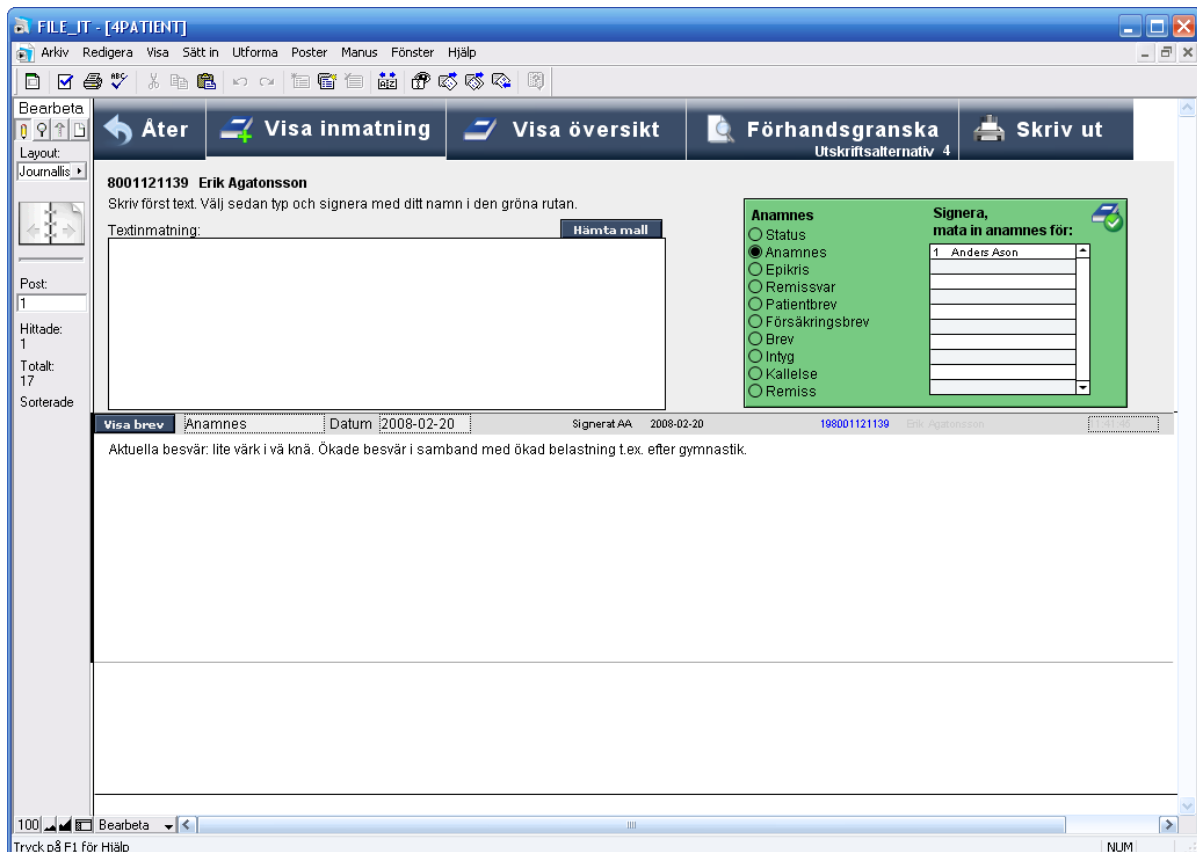 FILE_IT - [4PATIENT]
Arkiv Redigera Visa Sätt in Utforma Poster Manus Fönster Hjälp
Bearbeta
Layout:
Journallis
Post:
1
Hittade:
1
Totalt:
17
Sorterade
Åter
Visa inmatning
Visa översikt
Förhandsgranska
Utskriftsalternativ 4
Skriv ut
8001121139 Erik Agatonsson
Skriv först text. Välj sedan typ och signera med ditt namn i den gröna rutan.
Textinmatning:
Hämta mall
Anamnes
Status
Anamnes
Epikris
Remissvar
Patientbrev
Försäkringsbrev
Brev
Intyg
Kallelse
Remiss
Signera,
mata in anamnes för:
1 Anders Ason
Visa brev Anamnes Datum 2008-02-20 Signerat AA 2008-02-20 198001121139 Erik Agatonsson 11:41:46
Aktuella besvär: lite värk i vä knä. Ökade besvär i samband med ökad belastning t.ex. efter gymnastik.
100 Bearbeta
Tryck på F1 för Hjälp NUM